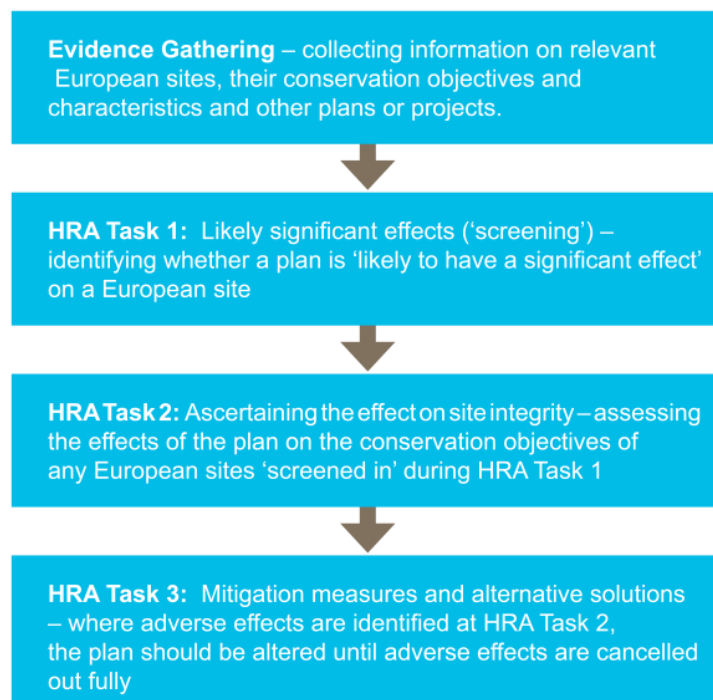 Evidence Gathering – collecting information on relevant
European sites, their conservation objectives and
characteristics and other plans or projects.
HRA Task 1: Likely significant effects (‘screening’) –
identifying whether a plan is ‘likely to have a significant effect’
on a European site
HRA Task 2: Ascertaining the effect on site integrity – assessing
the effects of the plan on the conservation objectives of
any European sites ‘screened in’ during HRA Task 1
HRA Task 3: Mitigation measures and alternative solutions
– where adverse effects are identified at HRA Task 2,
the plan should be altered until adverse effects are cancelled
out fully